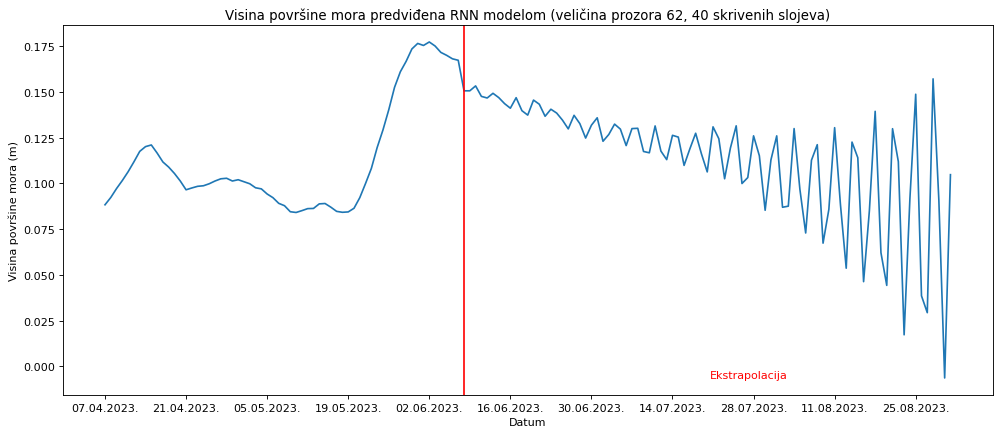 Visina površine mora predviđena RNN modelom (veličina prozora 62, 40 skrivenih slojeva)
Visina površine mora (m)
0.175
0.150
0.125
0.100
0.075
0.050
0.025
0.000
Ekstrapolacija
07.04.2023. 21.04.2023. 05.05.2023. 19.05.2023. 02.06.2023. 16.06.2023. 30.06.2023. 14.07.2023. 28.07.2023. 11.08.2023. 25.08.2023.
Datum